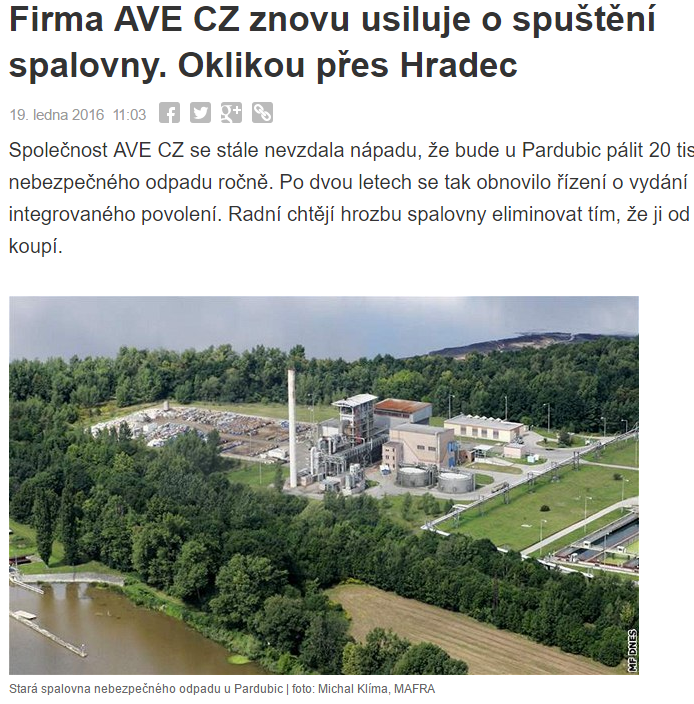 Firma AVE CZ znovu usiluje o spuštění
spalovny. Oklikou přes Hradec
19. ledna 2016 11:03
Společnost AVE CZ se stále nevzdala nápadu, že bude u Pardubic pálit 20 tis
nebezpečného odpadu ročně. Po dvou letech se tak obnovilo řízení o vydání
integrovaného povolení. Radní chtějí hrozbu spalovny eliminovat tím, že ji od
koupí.
MF DNES
Stará spalovna nebezpečného odpadu u Pardubic | foto: Michal Klíma, MAFRA